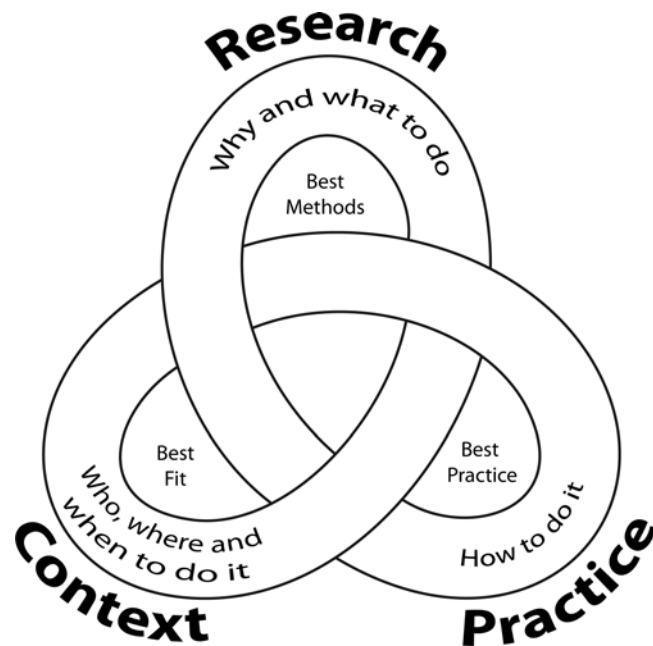 Research
Why and what to do
Best
Methods
Best
Fit
Best
Practice
Who, where and
when to do it
How to do it
Context
Practice